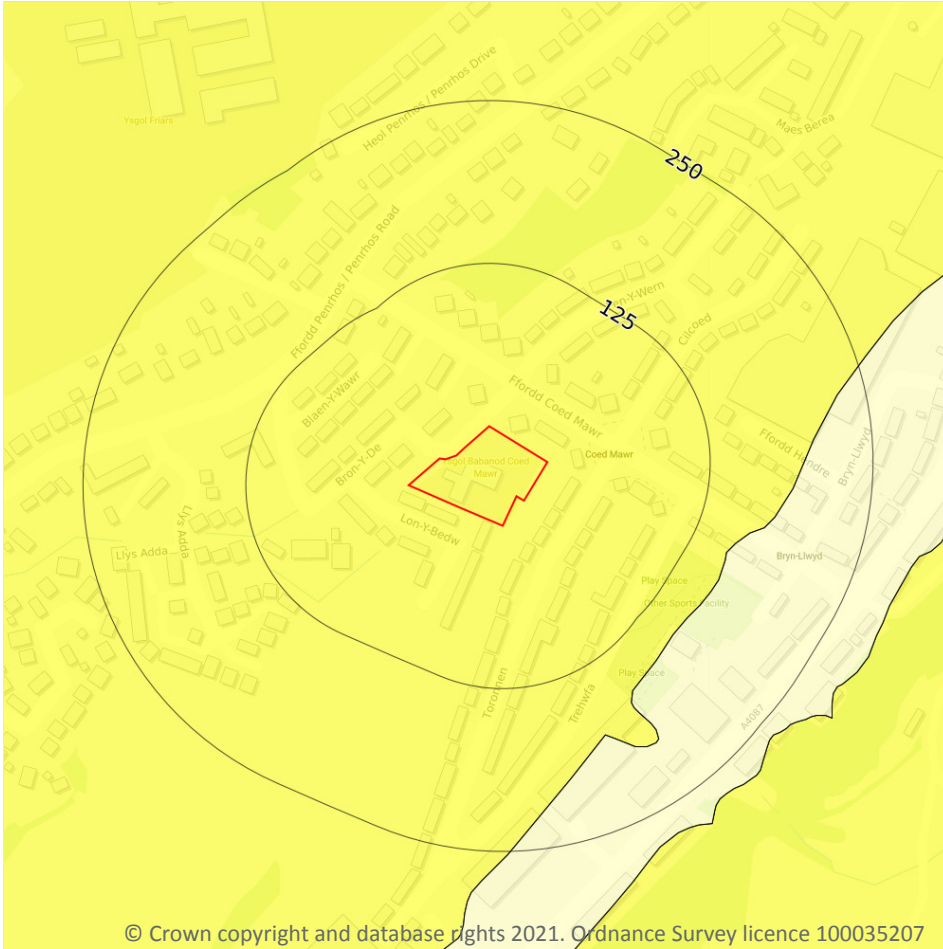 Ysgol Friars
Heol Penrhos / Penrhos Drive
Maes Berea
250
Ffordd Penrhos / Penrhos Road
125
Cilcoed
Blaen-Y-Wawr
Ffordd Coed Mawr
Bron-Y-De
Ysgol Babanod Coed
Mawr
Coed Mawr
Ffordd Hendre
Bryn-Llwyd
Lon-Y-Bedw
Llys Adda
Llys Adda
Bryn-Llwyd
Play Space
Other Sports Facility
Play Space
Toronnen
Trehwfa
A4087
© Crown copyright and database rights 2021. Ordnance Survey licence 100035207